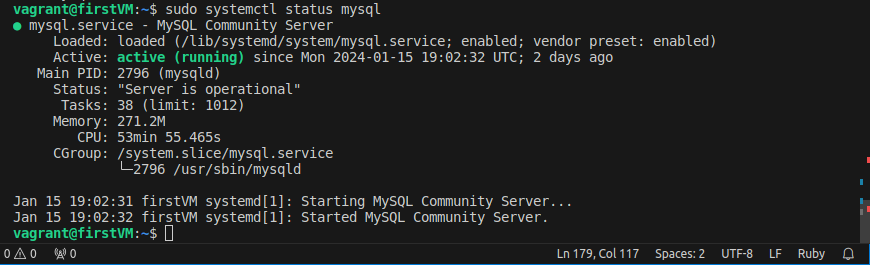 vagrant@firstVM:~$ sudo systemctl status mysql
● mysql.service - MySQL Community Server
     Loaded: loaded (/lib/systemd/system/mysql.service; enabled; vendor preset: enabled)
     Active: active (running) since Mon 2024-01-15 19:02:32 UTC; 2 days ago
   Main PID: 2796 (mysqld)
     Status: "Server is operational"
      Tasks: 38 (limit: 1012)
     Memory: 271.2M
        CPU: 53min 55.465s
     CGroup: /system.slice/mysql.service
             └─2796 /usr/sbin/mysqld
Jan 15 19:02:31 firstVM systemd[1]: Starting MySQL Community Server...
Jan 15 19:02:32 firstVM systemd[1]: Started MySQL Community Server.
vagrant@firstVM:~$
0 0 0 Ln 179, Col 117 Spaces: 2 UTF-8 LF Ruby